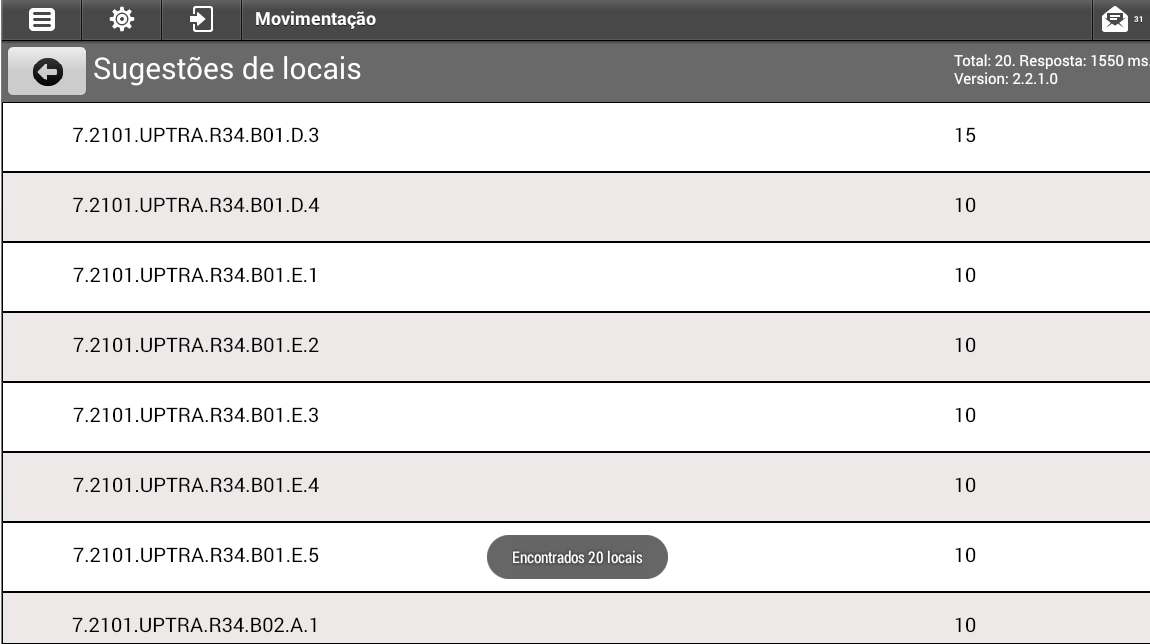 Movimentação
31
Sugestões de locais
Total: 20. Resposta: 1550 ms.
Version: 2.2.1.0
7.2101.UPTRA.R34.B01.D.3 15
7.2101.UPTRA.R34.B01.D.4 10
7.2101.UPTRA.R34.B01.E.1 10
7.2101.UPTRA.R34.B01.E.2 10
7.2101.UPTRA.R34.B01.E.3 10
7.2101.UPTRA.R34.B01.E.4 10
7.2101.UPTRA.R34.B01.E.5 10
Encontrados 20 locais
7.2101.UPTRA.R34.B02.A.1 10